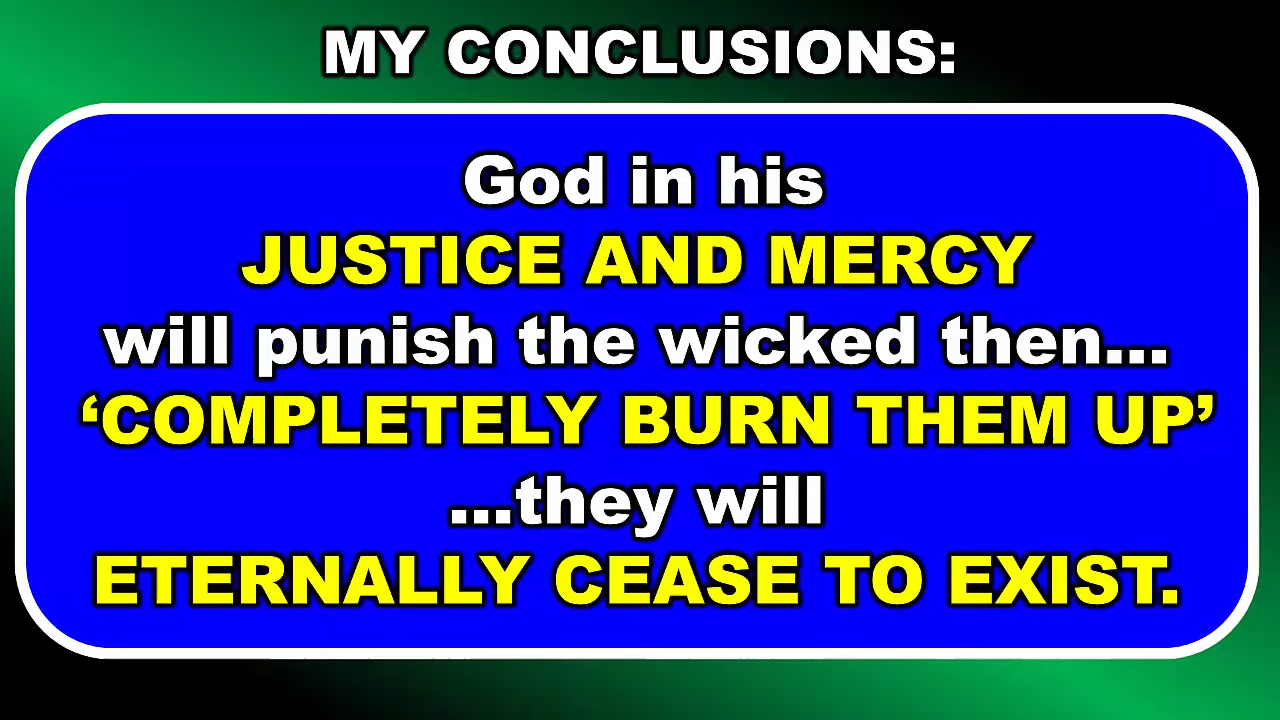 MY CONCLUSIONS:
God in his
JUSTICE AND MERCY
will punish the wicked then...
‘COMPLETELY BURN THEM UP’
...they will
ETERNALLY CEASE TO EXIST.